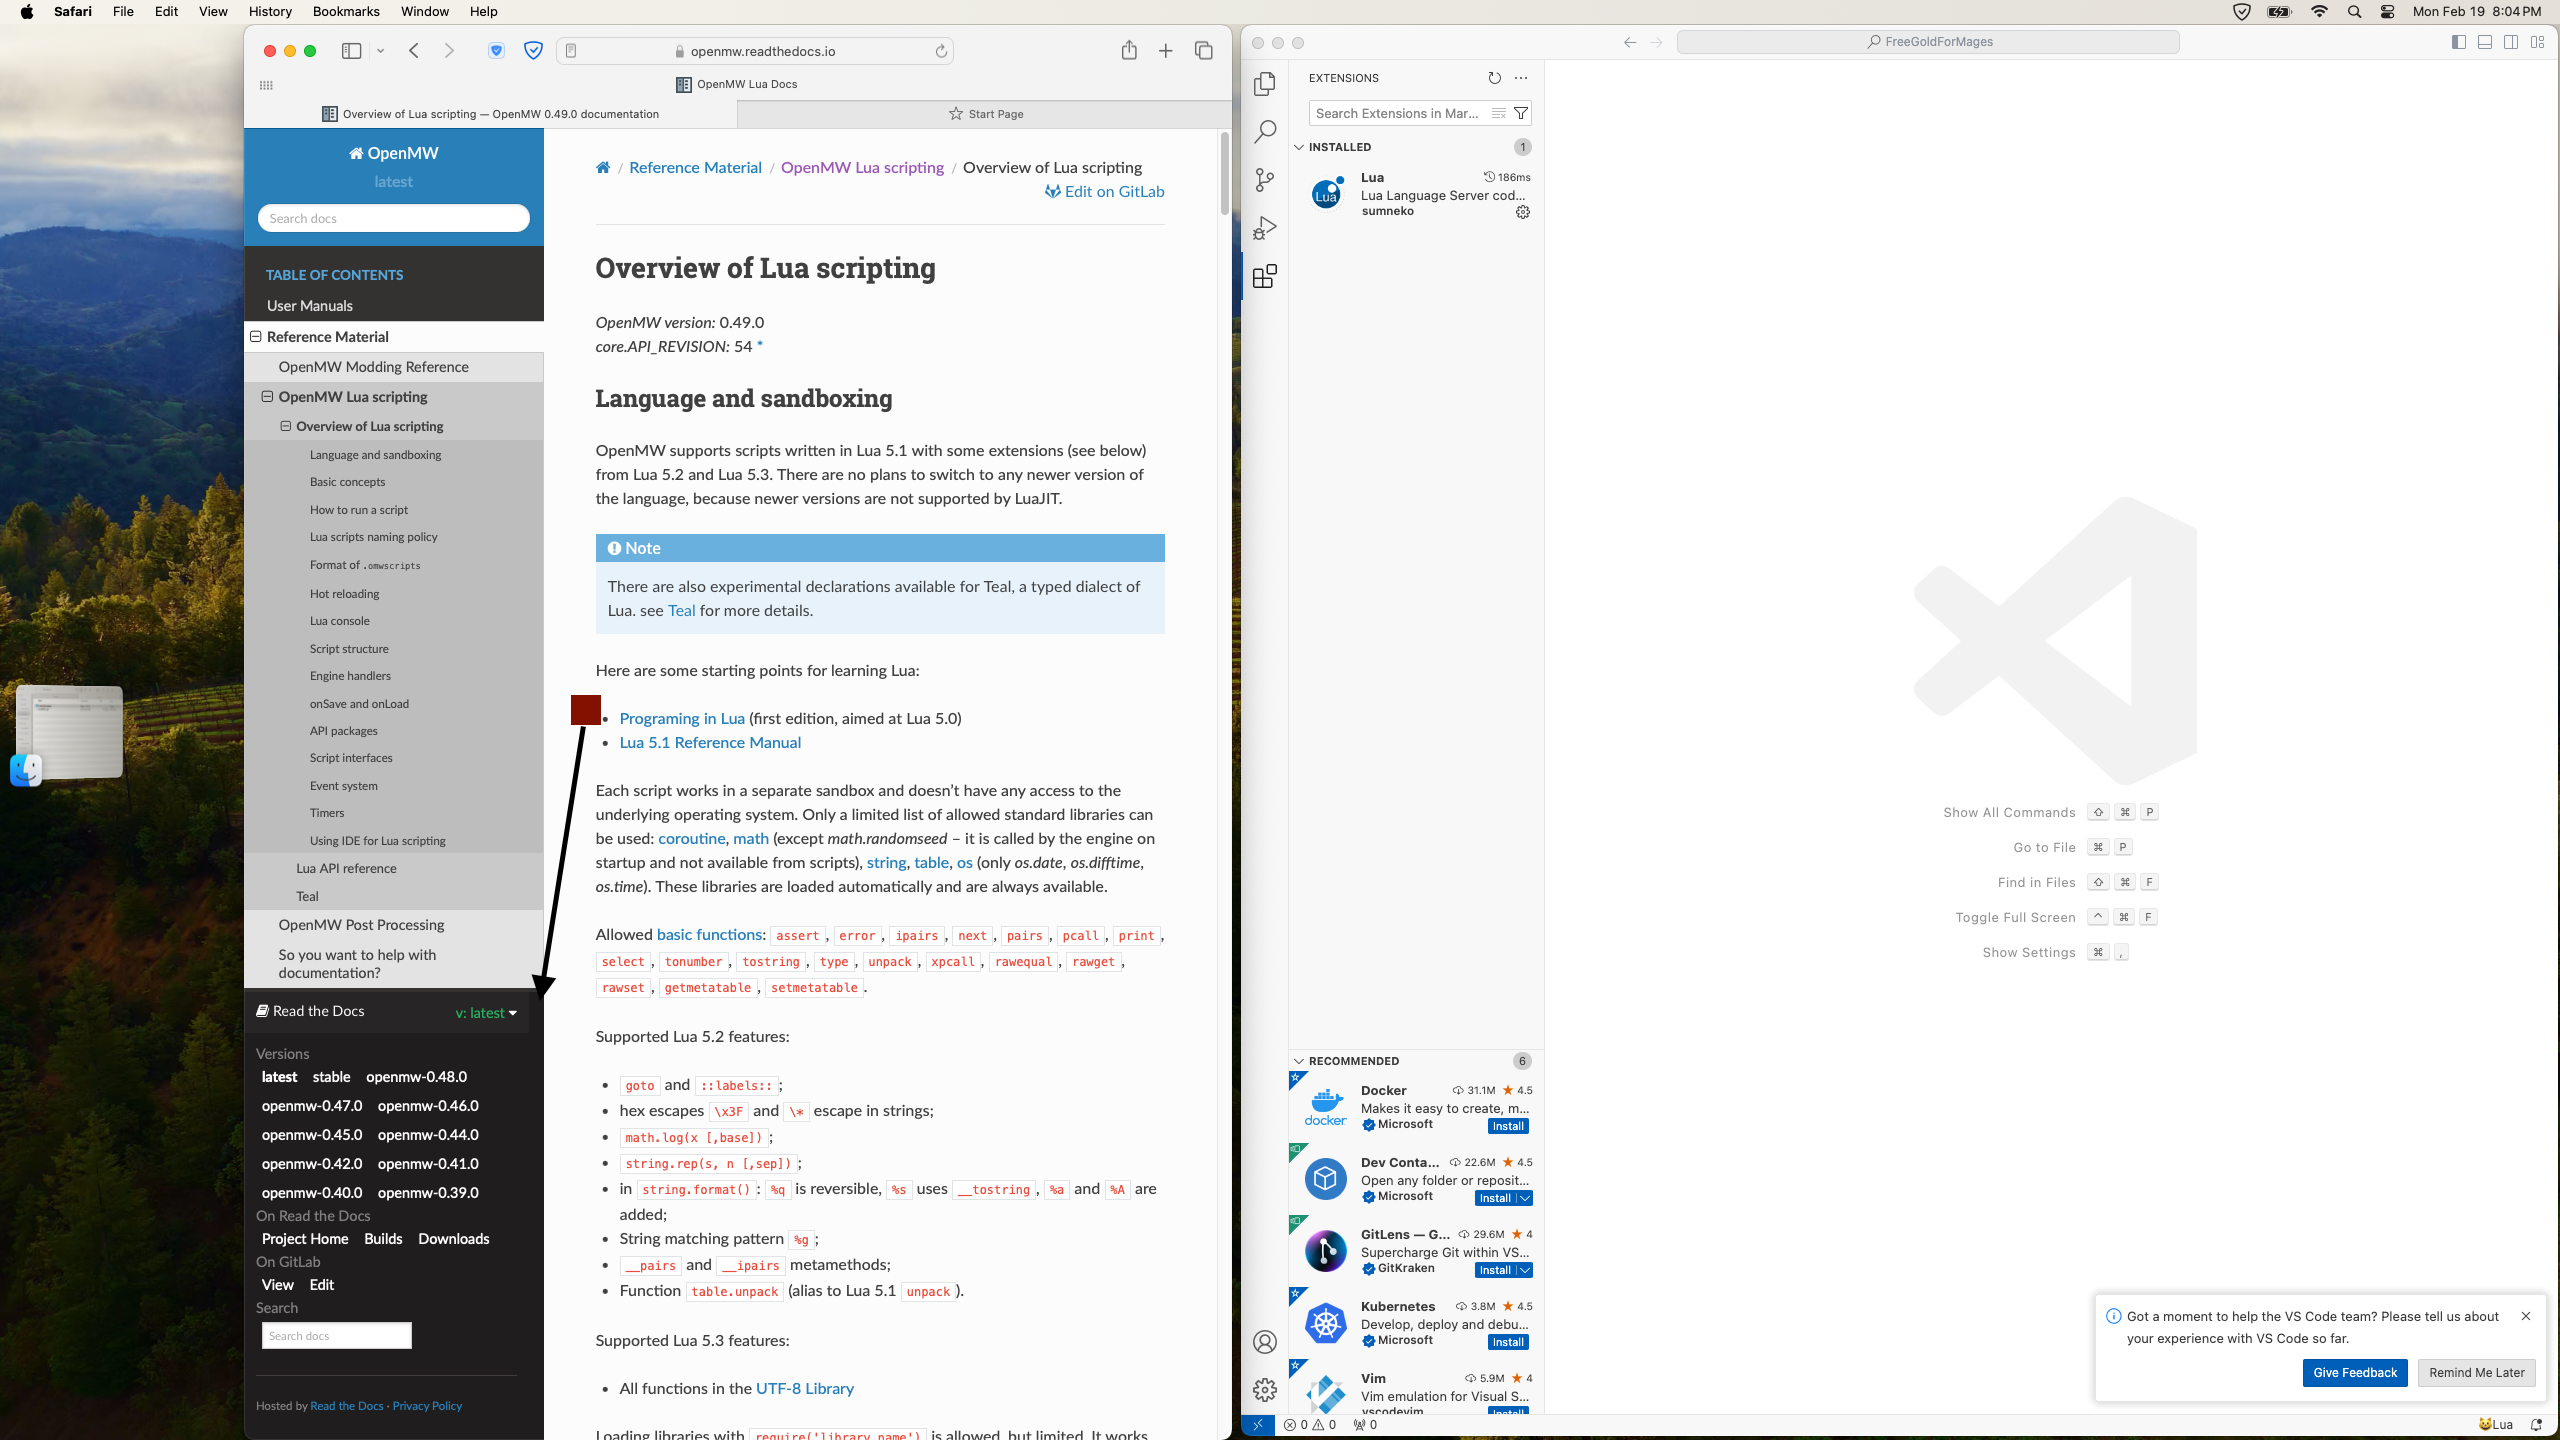 Safari File Edit View History Bookmarks Window Help
Mon Feb 19 8:04 PM
openmw.readthedocs.io
OpenMW Lua Docs
Overview of Lua scripting — OpenMW 0.49.0 documentation
Start Page
OpenMW
latest
Search docs
TABLE OF CONTENTS
User Manuals
Reference Material
OpenMW Modding Reference
OpenMW Lua scripting
Overview of Lua scripting
Language and sandboxing
Basic concepts
How to run a script
Lua scripts naming policy
Format of .omwscripts
Hot reloading
Lua console
Script structure
Engine handlers
onSave and onLoad
API packages
Script interfaces
Event system
Timers
Using IDE for Lua scripting
Lua API reference
Teal
OpenMW Post Processing
So you want to help with
documentation?
Read the Docs
v: latest
Versions
latest stable openmw-0.48.0
openmw-0.47.0 openmw-0.46.0
openmw-0.45.0 openmw-0.44.0
openmw-0.42.0 openmw-0.41.0
openmw-0.40.0 openmw-0.39.0
On Read the Docs
Project Home Builds Downloads
On GitLab
View Edit
Search
Search docs
Hosted by Read the Docs · Privacy Policy
/ Reference Material / OpenMW Lua scripting / Overview of Lua scripting
Edit on GitLab
Overview of Lua scripting
OpenMW version: 0.49.0
core.API_REVISION: 54 *
Language and sandboxing
OpenMW supports scripts written in Lua 5.1 with some extensions (see below)
from Lua 5.2 and Lua 5.3. There are no plans to switch to any newer version of
the language, because newer versions are not supported by LuaJIT.
Note
There are also experimental declarations available for Teal, a typed dialect of
Lua. see Teal for more details.
Here are some starting points for learning Lua:
• Programing in Lua (first edition, aimed at Lua 5.0)
• Lua 5.1 Reference Manual
Each script works in a separate sandbox and doesn’t have any access to the
underlying operating system. Only a limited list of allowed standard libraries can
be used: coroutine, math (except math.randomseed – it is called by the engine on
startup and not available from scripts), string, table, os (only os.date, os.difftime,
os.time). These libraries are loaded automatically and are always available.
Allowed basic functions: assert, error, ipairs, next, pairs, pcall, print,
select, tonumber, tostring, type, unpack, xpcall, rawequal, rawget,
rawset, getmetatable, setmetatable.
Supported Lua 5.2 features:
• goto and ::labels::;
• hex escapes \x3F and \* escape in strings;
• math.log(x [,base]);
• string.rep(s, n [,sep]);
• in string.format(): %q is reversible, %s uses __tostring, %a and %A are
added;
• String matching pattern %g;
• __pairs and __ipairs metamethods;
• Function table.unpack (alias to Lua 5.1 unpack).
Supported Lua 5.3 features:
• All functions in the UTF-8 Library
Loading libraries with require('library_name') is allowed, but limited. It works
FreeGoldForMages
EXTENSIONS
Search Extensions in Mar...
INSTALLED 1
Lua 186ms
Lua Language Server cod...
sumneko
Lua
Show All Commands ⇧ ⌘ P
Go to File ⌘ P
Find in Files ⇧ ⌘ F
Toggle Full Screen ^ ⌘ F
Show Settings ⌘ ,
RECOMMENDED 6
docker
Docker 31.1M ★ 4.5
Makes it easy to create, m...
Microsoft Install
Dev Conta... 22.6M ★ 4.5
Open any folder or reposit...
Microsoft Install
GitLens — G... 29.6M ★ 4
Supercharge Git within VS...
GitKraken Install
Kubernetes 3.8M ★ 4.5
Develop, deploy and debu...
Microsoft Install
Vim 5.9M ★ 4
Vim emulation for Visual S...
vscodevim Install
Got a moment to help the VS Code team? Please tell us about
your experience with VS Code so far.
Give Feedback Remind Me Later
0 0 0
Lua